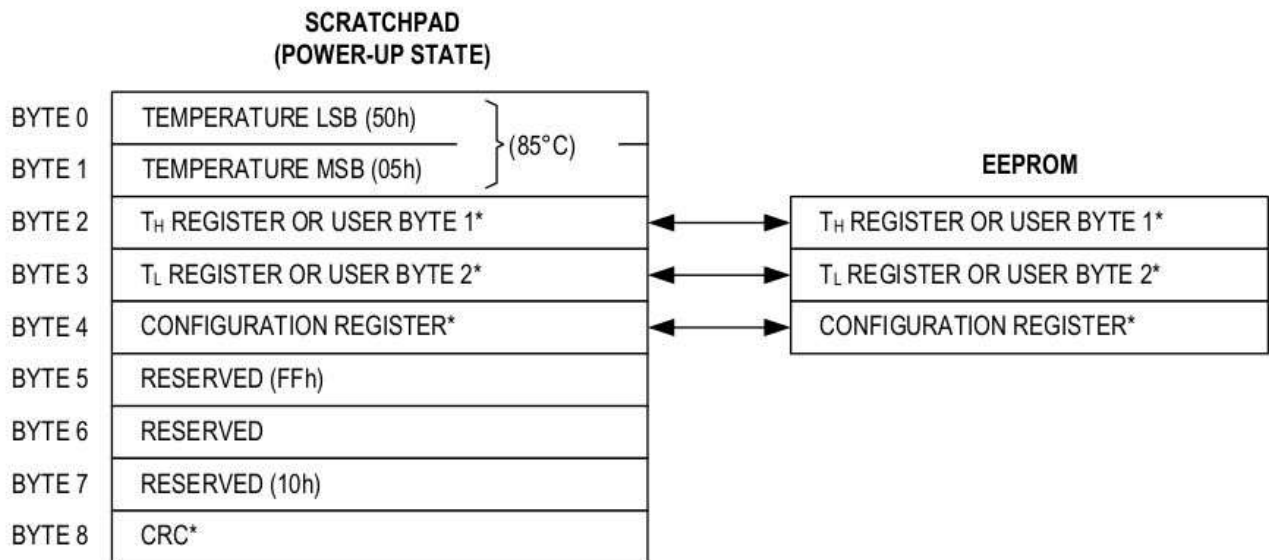 SCRATCHPAD
(POWER-UP STATE)
BYTE 0 TEMPERATURE LSB (50h)
(85°C)
BYTE 1 TEMPERATURE MSB (05h)
EEPROM
BYTE 2 TH REGISTER OR USER BYTE 1* TH REGISTER OR USER BYTE 1*
BYTE 3 TL REGISTER OR USER BYTE 2* TL REGISTER OR USER BYTE 2*
BYTE 4 CONFIGURATION REGISTER* CONFIGURATION REGISTER*
BYTE 5 RESERVED (FFh)
BYTE 6 RESERVED
BYTE 7 RESERVED (10h)
BYTE 8 CRC*